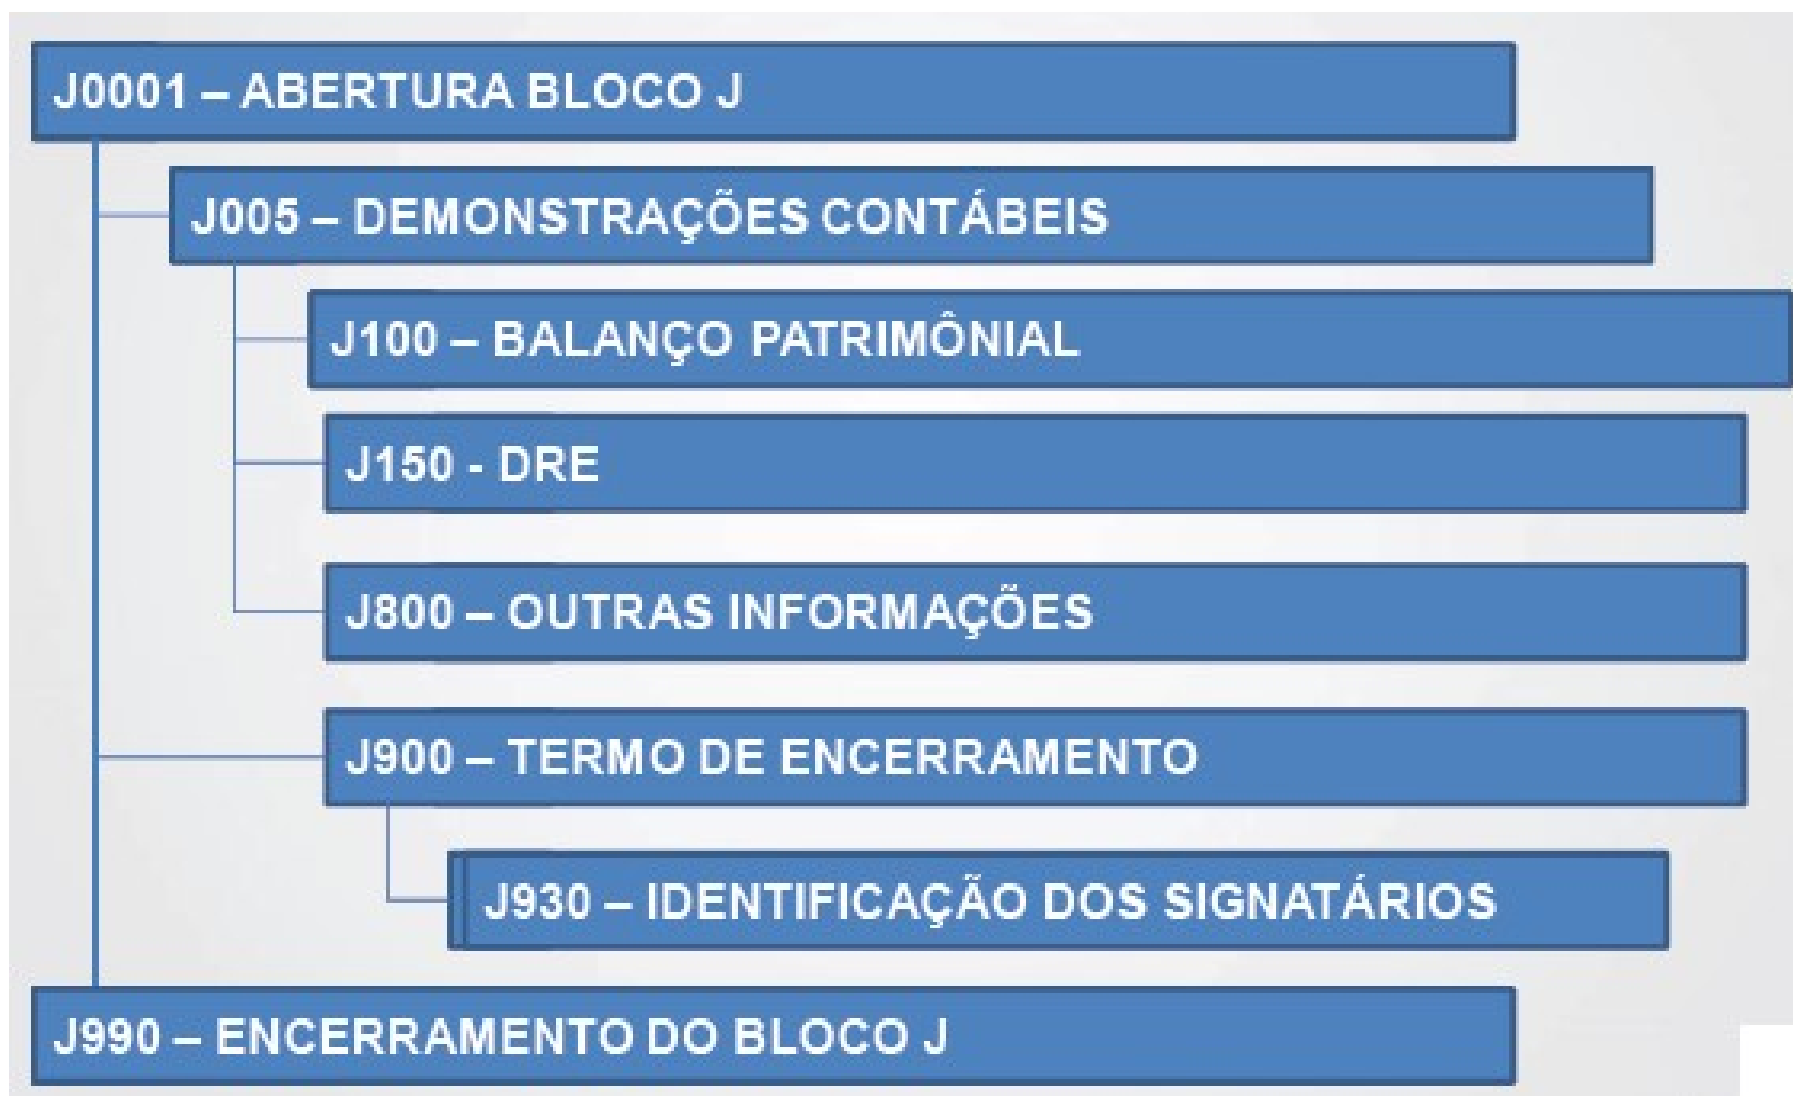 J0001 – ABERTURA BLOCO J
J005 – DEMONSTRAÇÕES CONTÁBEIS
J100 – BALANÇO PATRIMÔNIAL
J150 - DRE
J800 – OUTRAS INFORMAÇÕES
J900 – TERMO DE ENCERRAMENTO
J930 – IDENTIFICAÇÃO DOS SIGNATÁRIOS
J990 – ENCERRAMENTO DO BLOCO J